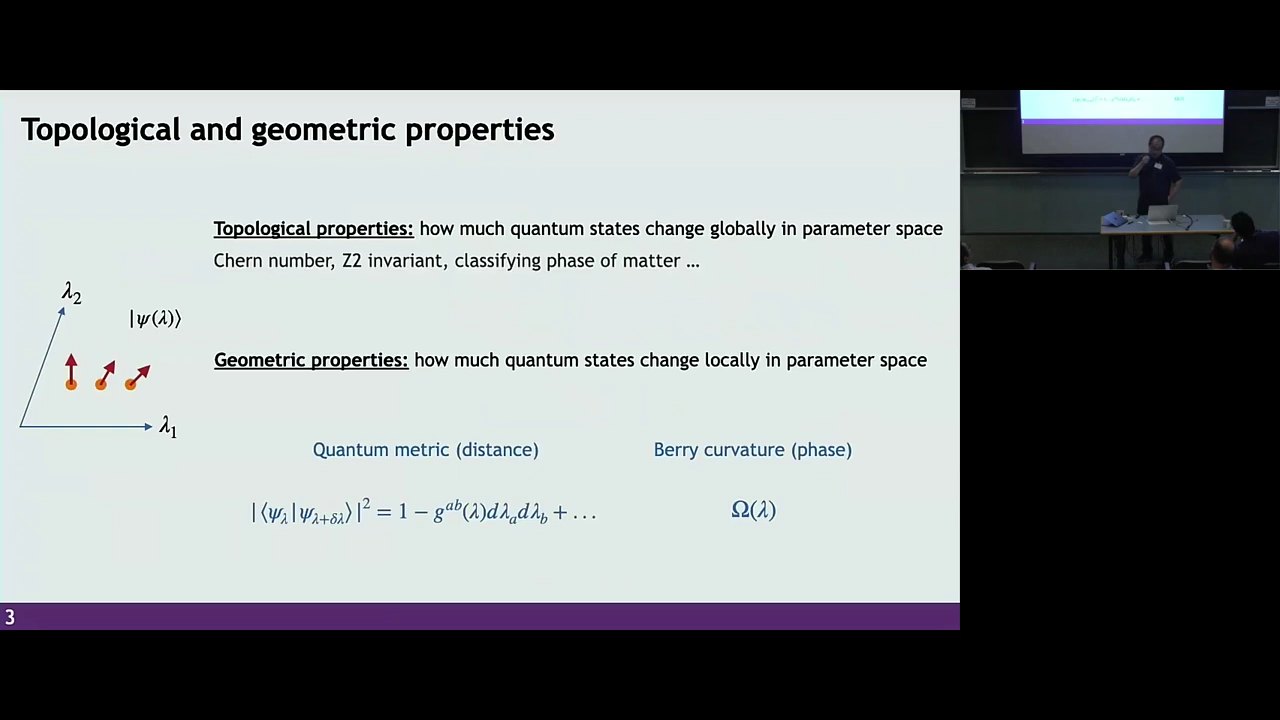 Topological and geometric properties
Topological properties: how much quantum states change globally in parameter space
Chern number, Z2 invariant, classifying phase of matter ...
λ₂
|ψ(λ)⟩
Geometric properties: how much quantum states change locally in parameter space
λ₁
Quantum metric (distance)
Berry curvature (phase)
|⟨ψ_λ|ψ_{λ+δλ}⟩|² = 1 − g^{ab}(λ)dλ_a dλ_b + …
Ω(λ)
3